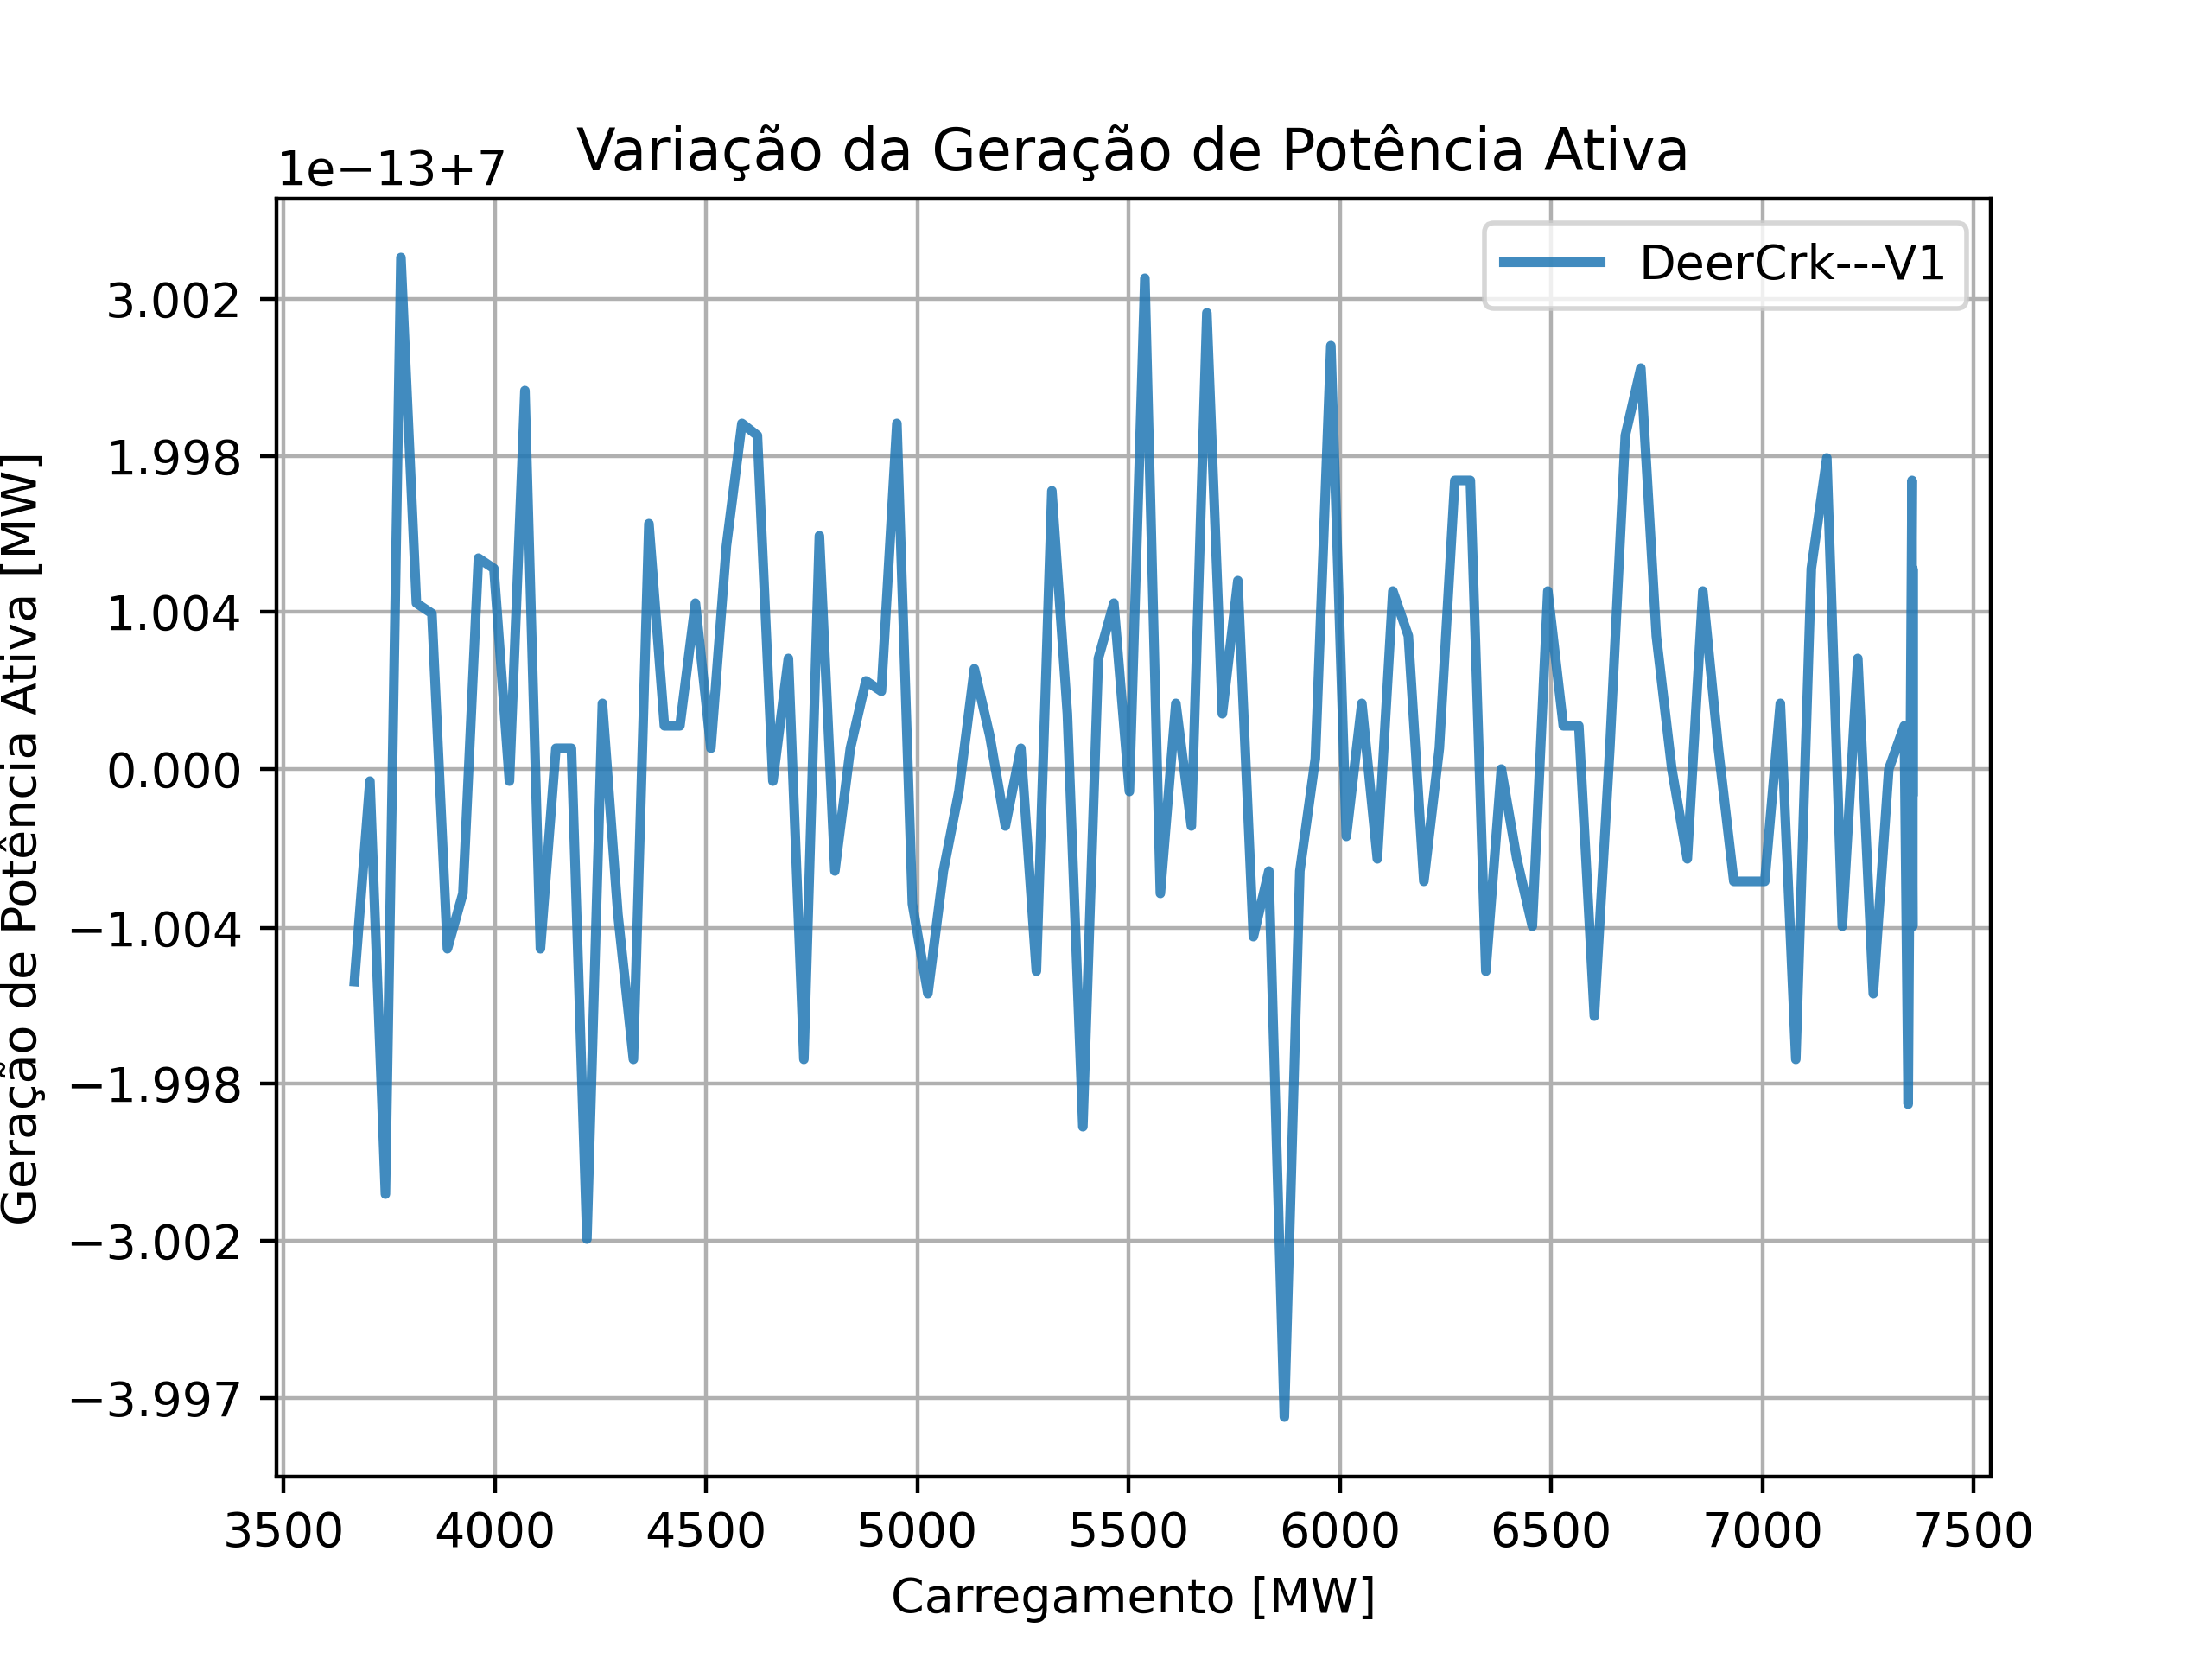 Variação da Geração de Potência Ativa
1e−13+7
DeerCrk---V1
3.002
1.998
1.004
0.000
−1.004
−1.998
−3.002
−3.997
Geração de Potência Ativa [MW]
3500 4000 4500 5000 5500 6000 6500 7000 7500
Carregamento [MW]